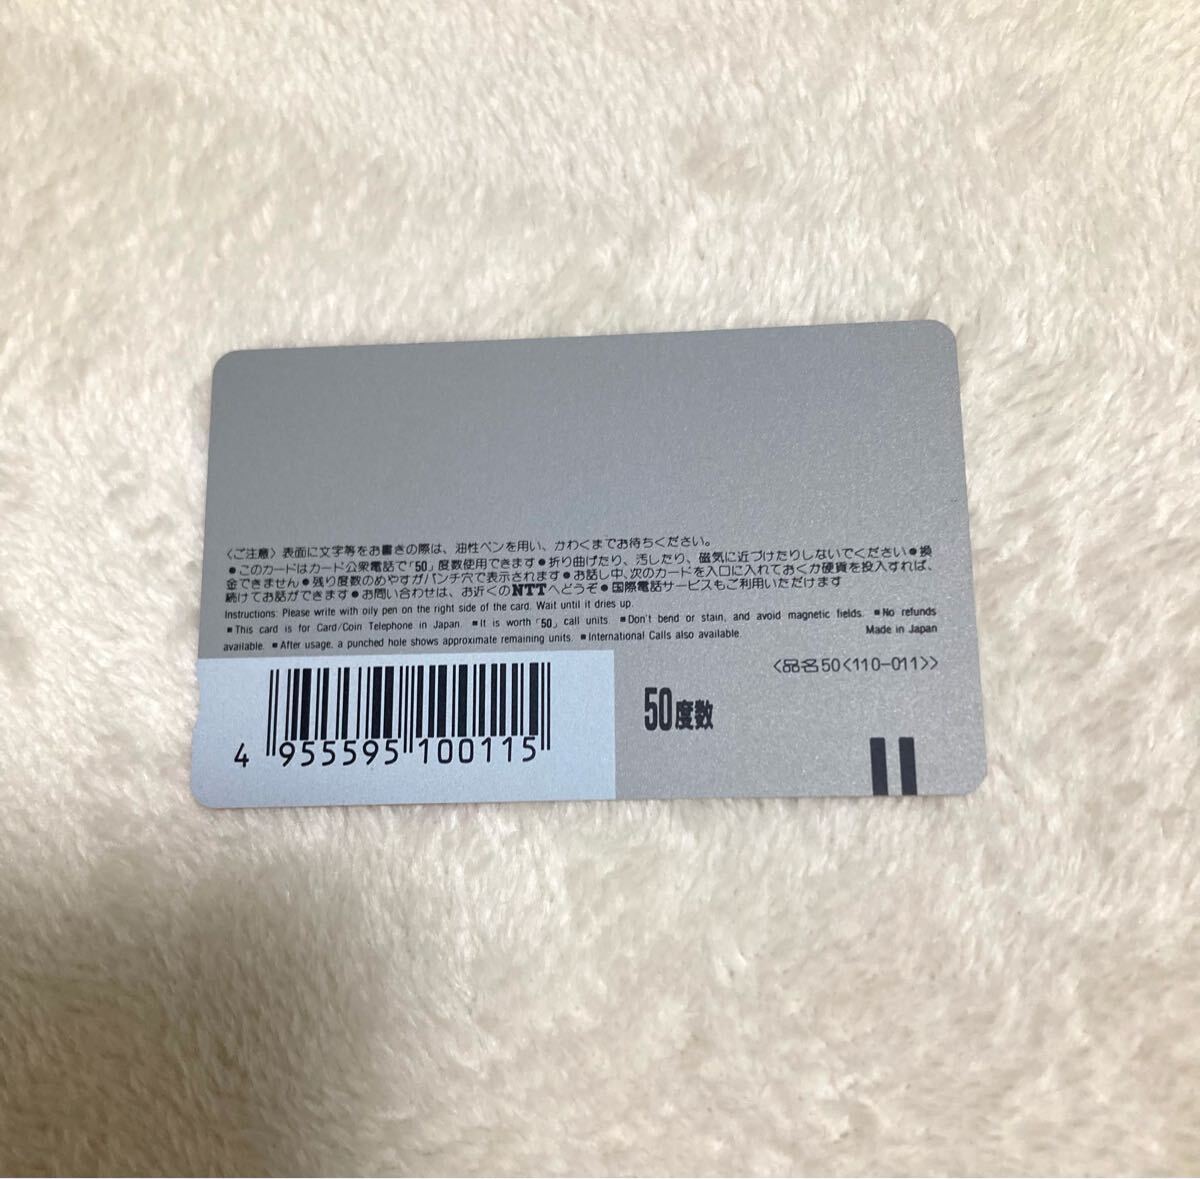 〈ご注意〉表面に文字等をお書きの際は、油性ペンを用い、かわくまでお待ちください。
●このカードはカード公衆電話で「50」度数使用できます●折り曲げたり、汚したり、磁気に近づけたりしないでください●換
金できません●残り度数のめやすがパンチ穴で表示されます●お話し中、次のカードを入口に入れておくか硬貨を投入すれば、
続けてお話ができます●お問い合わせは、お近くのNTTへどうぞ●国際電話サービスもご利用いただけます
Instructions: Please write with oily pen on the right side of the card. Wait until it dries up.
■This card is for Card/Coin Telephone in Japan. ■It is worth「50」call units. ■Don't bend or stain, and avoid magnetic fields. ■No refunds
available. ■After usage, a punched hole shows approximate remaining units. ■International Calls also available.
Made in Japan
<品名50<110-011>>
50度数
4 955595 100115